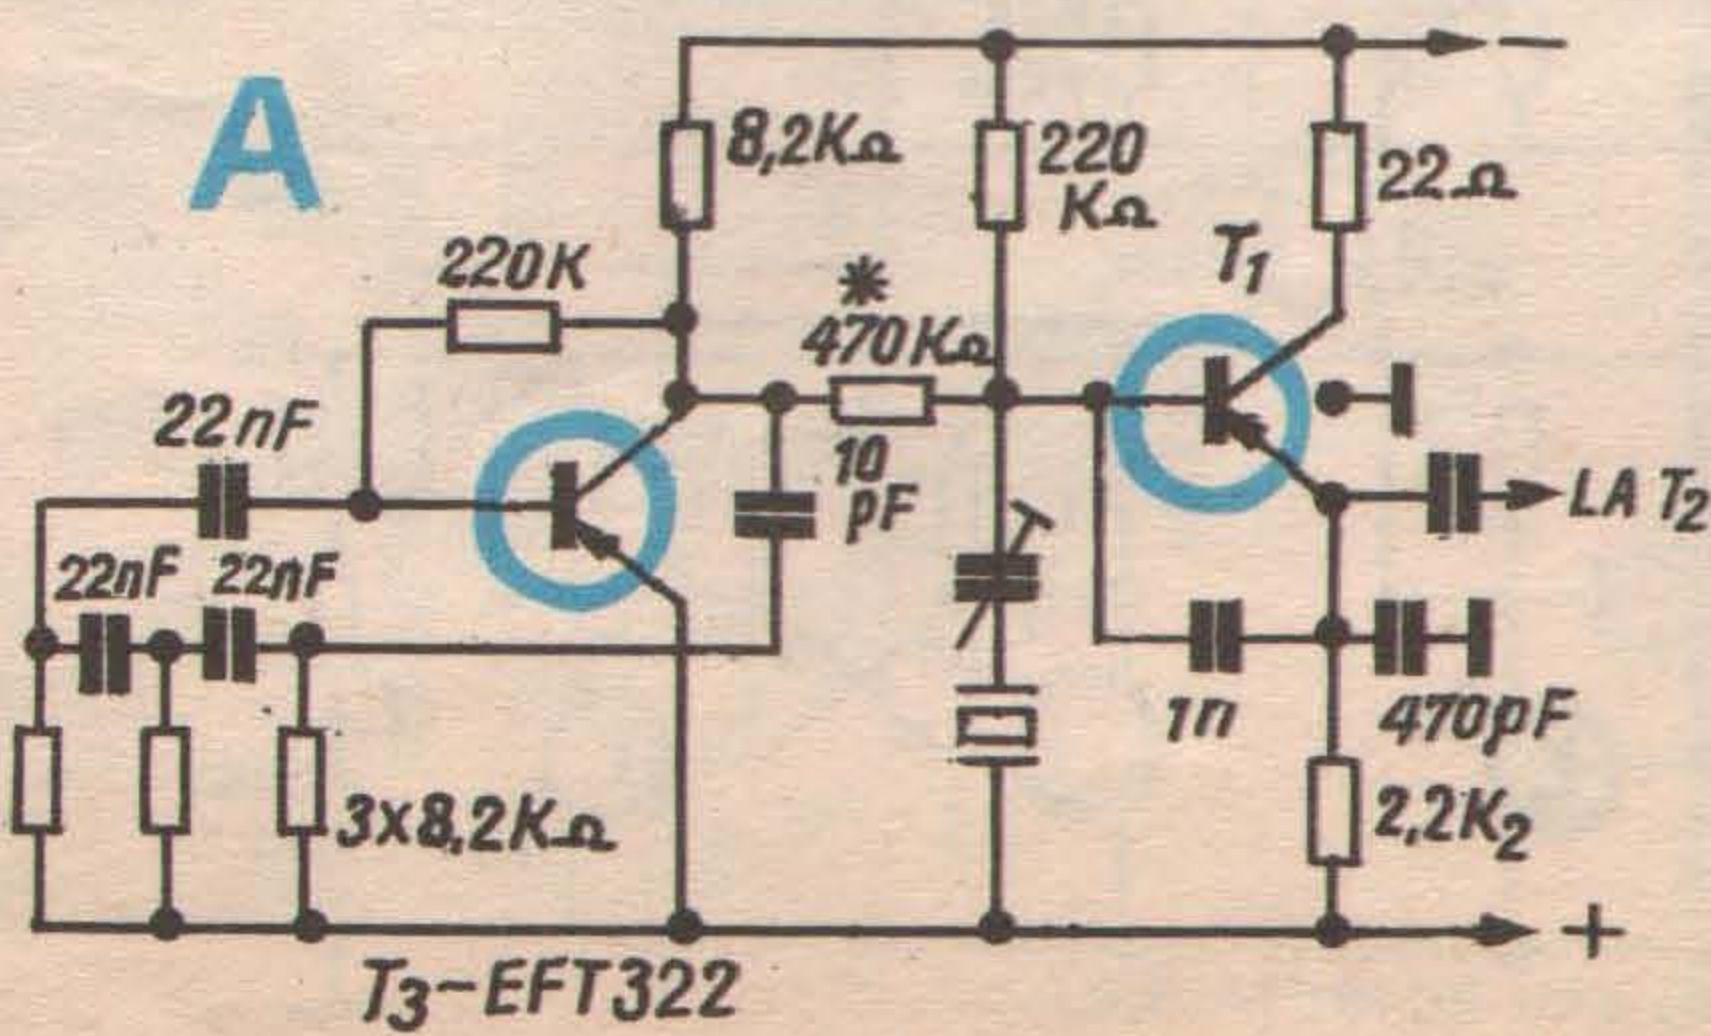 A
8,2KΩ
220
KΩ
22Ω
T1
220K
*
470KΩ
22nF
10
pF
LA T2
22nF 22nF
1n
470pF
3x8,2KΩ
2,2K2
T3-EFT322
−
+